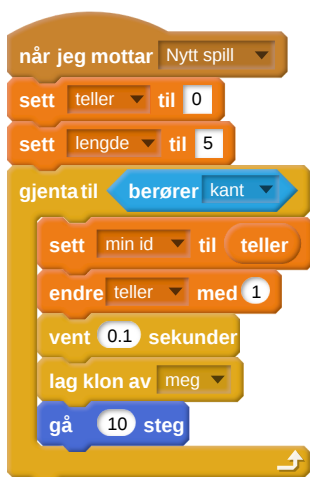 når jeg mottar Nytt spill
sett teller til 0
sett lengde til 5
gjenta til berører kant
sett min id til teller
endre teller med 1
vent 0.1 sekunder
lag klon av meg
gå 10 steg